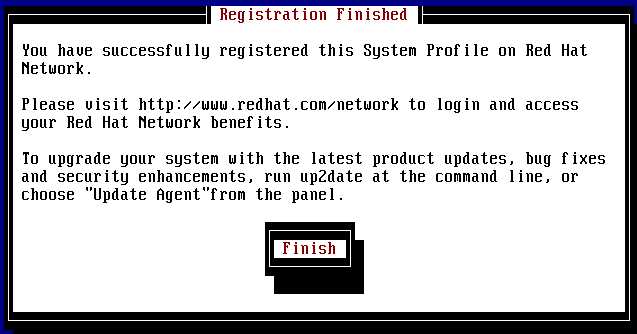 Registration Finished
You have successfully registered this System Profile on Red Hat
Network.
Please visit http://www.redhat.com/network to login and access
your Red Hat Network benefits.
To upgrade your system with the latest product updates, bug fixes
and security enhancements, run up2date at the command line, or
choose "Update Agent"from the panel.
Finish